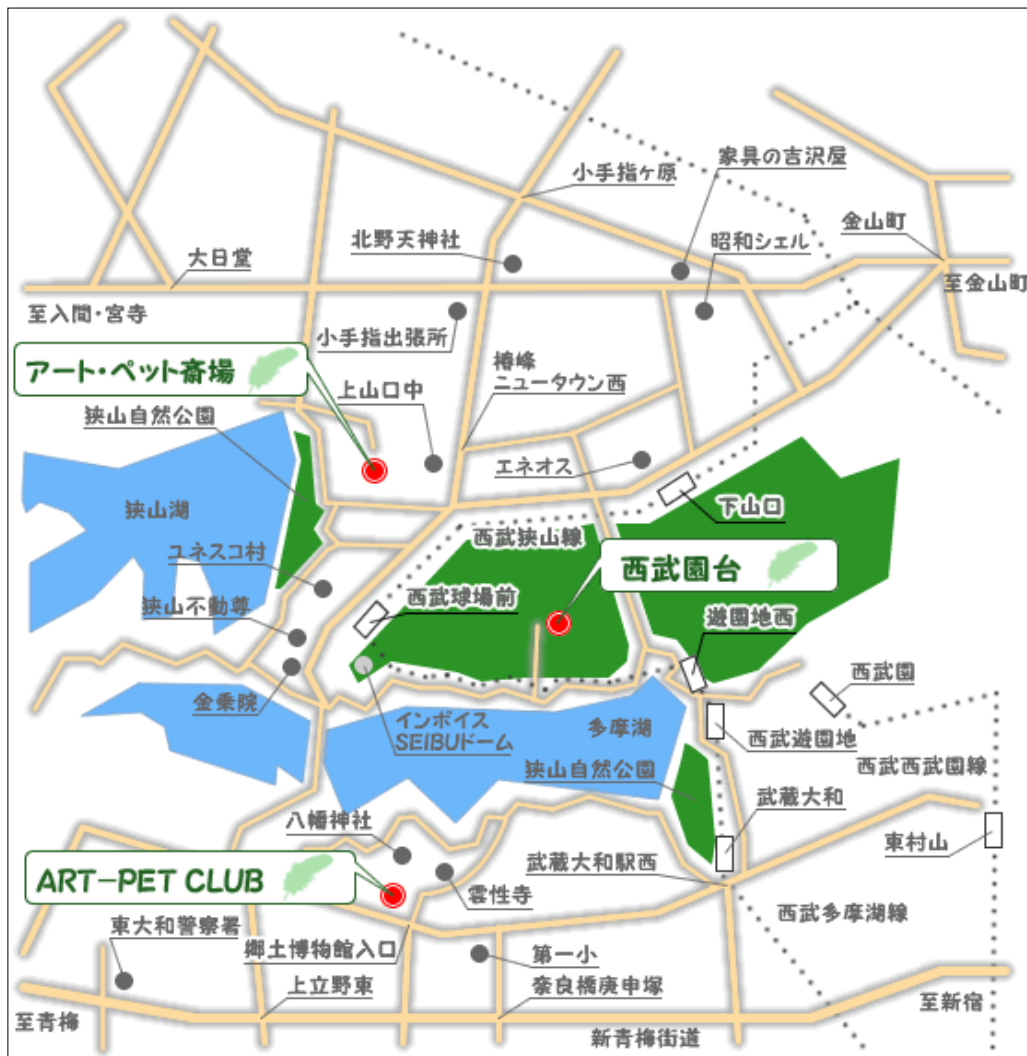 家具の吉沢屋
小手指ヶ原
金山町
北野天神社
昭和シェル
大日堂
至金山町
至入間・宮寺
小手指出張所
アート・ペット斎場
椿峰
ニュータウン西
上山口中
狭山自然公園
エネオス
狭山湖
下山口
西武狭山線
ユネスコ村
西武園台
西武球場前
狭山不動尊
遊園地西
西武園
金乗院
インボイス
SEIBUドーム
多摩湖
西武遊園地
狭山自然公園
西武西武園線
武蔵大和
八幡神社
東村山
武蔵大和駅西
ART-PET CLUB
雲性寺
西武多摩湖線
東大和警察署
郷土博物館入口
第一小
上立野東
奈良橋庚申塚
至新宿
至青梅
新青梅街道